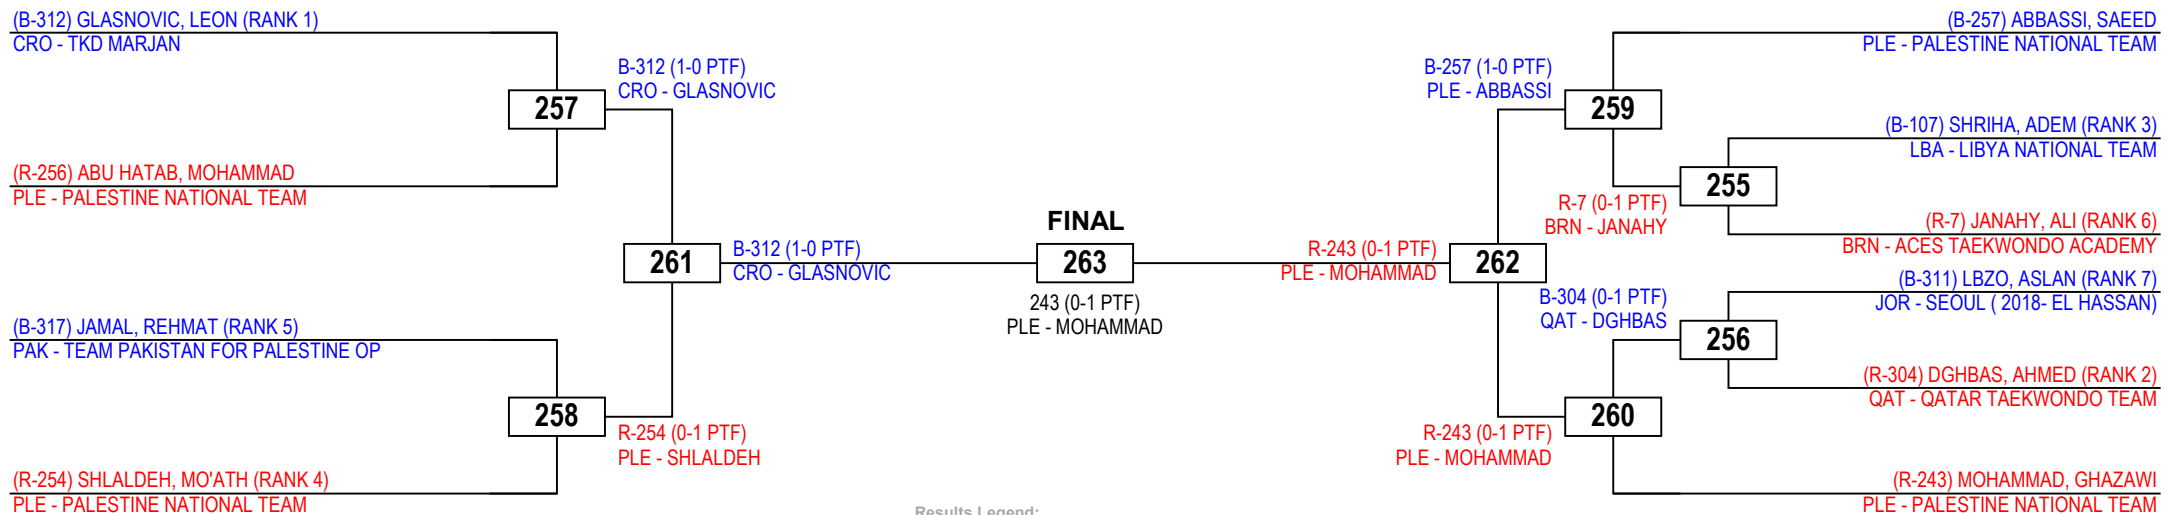 (B-312) GLASNOVIC, LEON (RANK 1)
CRO - TKD MARJAN
(R-256) ABU HATAB, MOHAMMAD
PLE - PALESTINE NATIONAL TEAM
(B-317) JAMAL, REHMAT (RANK 5)
PAK - TEAM PAKISTAN FOR PALESTINE OP
(R-254) SHLALDEH, MO'ATH (RANK 4)
PLE - PALESTINE NATIONAL TEAM
257
258
B-312 (1-0 PTF)
CRO - GLASNOVIC
R-254 (0-1 PTF)
PLE - SHLALDEH
261
B-312 (1-0 PTF)
CRO - GLASNOVIC
FINAL
263
243 (0-1 PTF)
PLE - MOHAMMAD
Results Legend:
R-243 (0-1 PTF)
PLE - MOHAMMAD
262
B-257 (1-0 PTF)
PLE - ABBASSI
R-243 (0-1 PTF)
PLE - MOHAMMAD
259
260
R-7 (0-1 PTF)
BRN - JANAHY
B-304 (0-1 PTF)
QAT - DGHBAS
255
256
(B-257) ABBASSI, SAEED
PLE - PALESTINE NATIONAL TEAM
(B-107) SHRIHA, ADEM (RANK 3)
LBA - LIBYA NATIONAL TEAM
(R-7) JANAHY, ALI (RANK 6)
BRN - ACES TAEKWONDO ACADEMY
(B-311) LBZO, ASLAN (RANK 7)
JOR - SEOUL ( 2018- EL HASSAN)
(R-304) DGHBAS, AHMED (RANK 2)
QAT - QATAR TAEKWONDO TEAM
(R-243) MOHAMMAD, GHAZAWI
PLE - PALESTINE NATIONAL TEAM